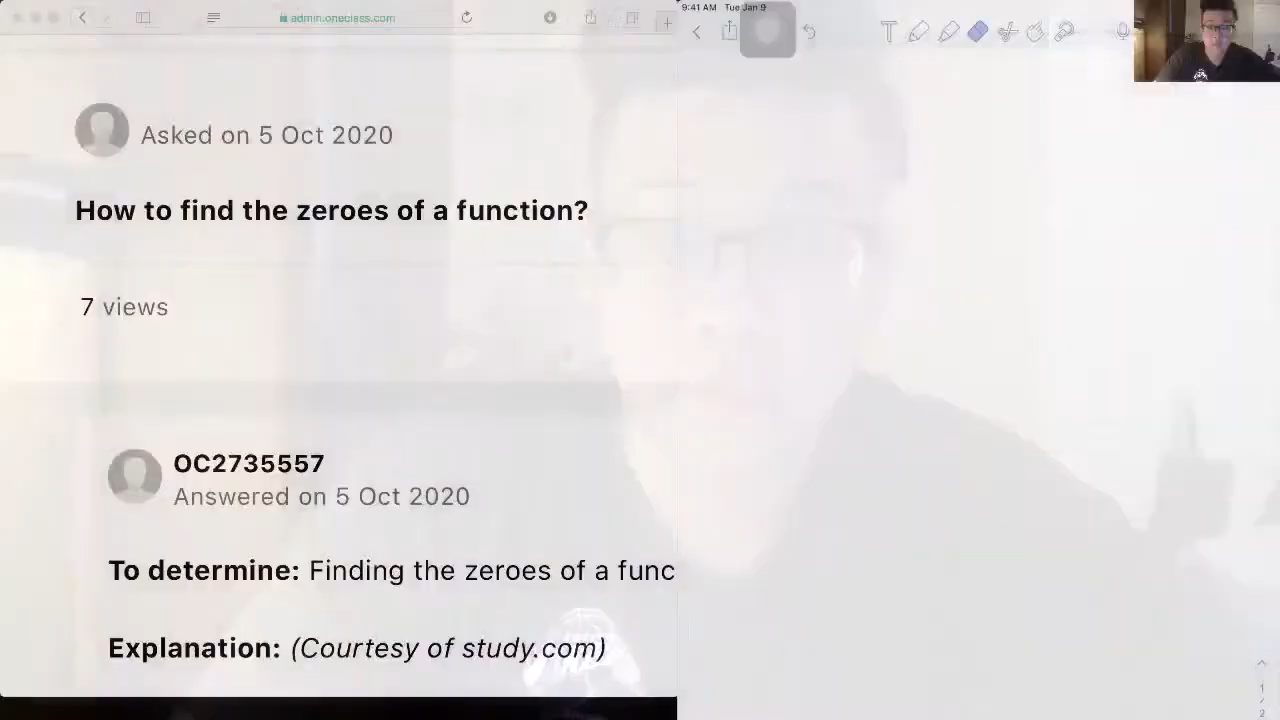 admin.oneclass.com
9:41 AM Tue Jan 9
Asked on 5 Oct 2020
How to find the zeroes of a function?
7 views
OC2735557
Answered on 5 Oct 2020
To determine: Finding the zeroes of a func
Explanation: (Courtesy of study.com)